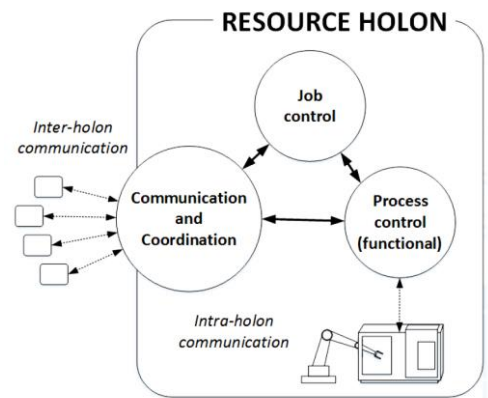 RESOURCE HOLON
Job
control
Inter-holon
communication
Communication
and
Coordination
Process
control
(functional)
Intra-holon
communication